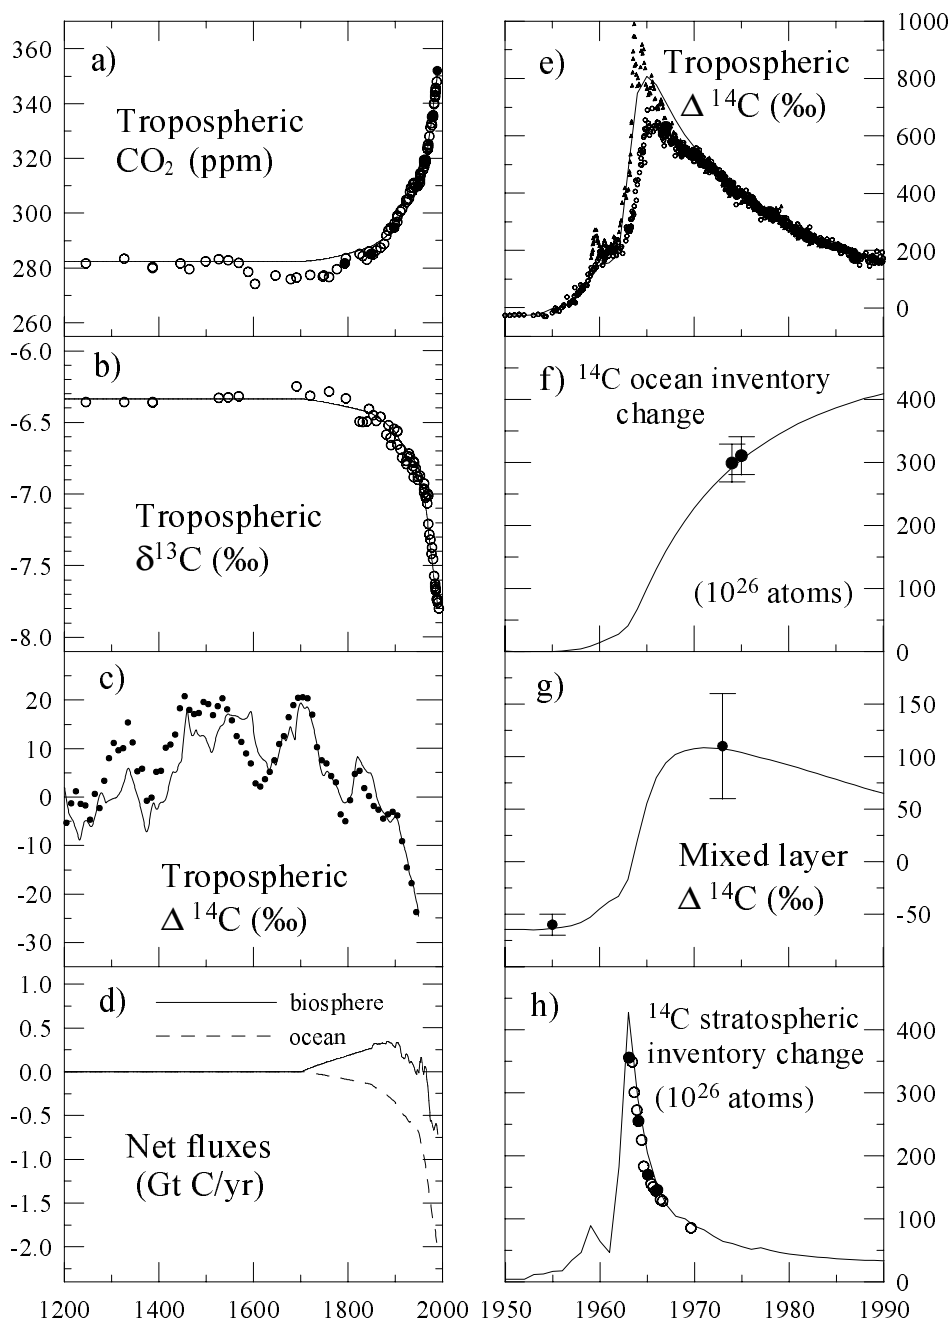 a)
Tropospheric
CO2 (ppm)
360
340
320
300
280
260
b)
Tropospheric
δ13C (‰)
-6.0
-6.5
-7.0
-7.5
-8.0
c)
Tropospheric
Δ 14C (‰)
20
10
0
-10
-20
-30
d)
biosphere
ocean
Net fluxes
(Gt C/yr)
1.0
0.5
0.0
-0.5
-1.0
-1.5
-2.0
1200 1400 1600 1800 2000
e)
Tropospheric
Δ 14C (‰)
1000
800
600
400
200
0
f) 14C ocean inventory
change
(10^26 atoms)
400
300
200
100
0
g)
Mixed layer
Δ 14C (‰)
150
100
50
0
-50
h)
14C stratospheric
inventory change
(10^26 atoms)
400
300
200
100
0
1950 1960 1970 1980 1990